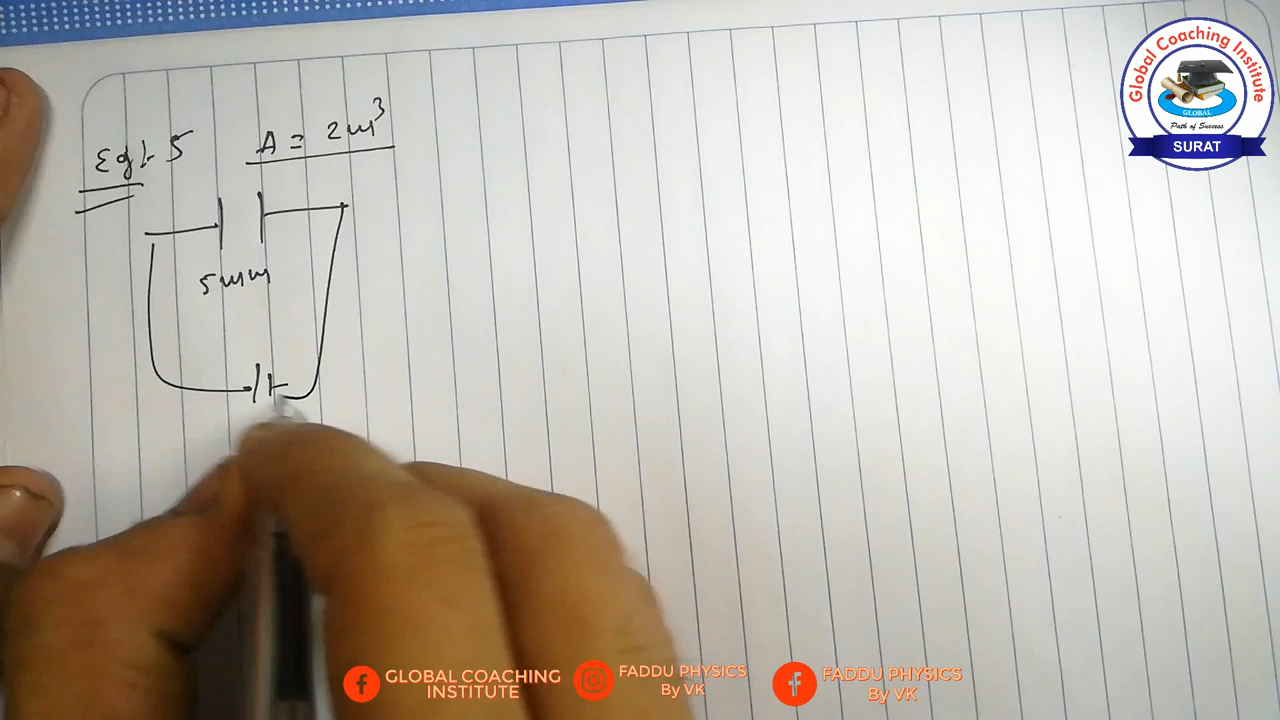 Eg:- 5
A = 2m³
5mm
Global Coaching Institute
GLOBAL
Path of Success
SURAT
GLOBAL COACHING
INSTITUTE
FADDU PHYSICS
By VK
FADDU PHYSICS
By VK